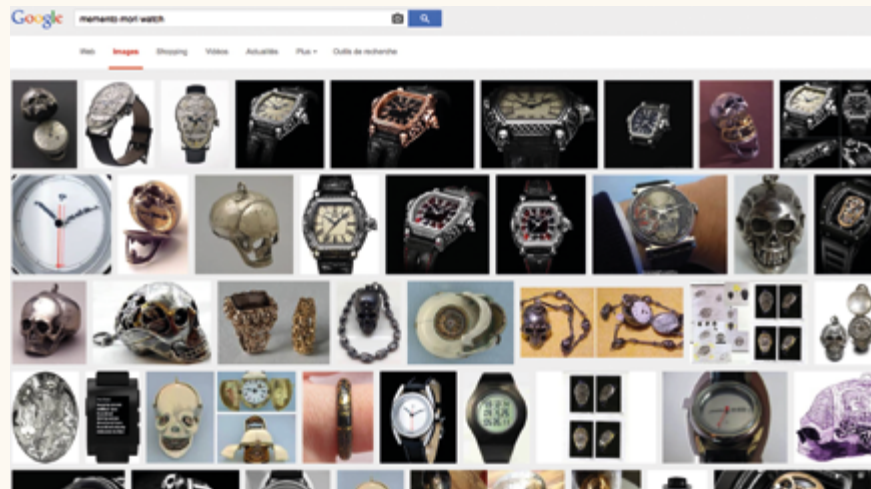 Google memento mori watch
Web Images Shopping Vidéos Actualités Plus Outils de recherche